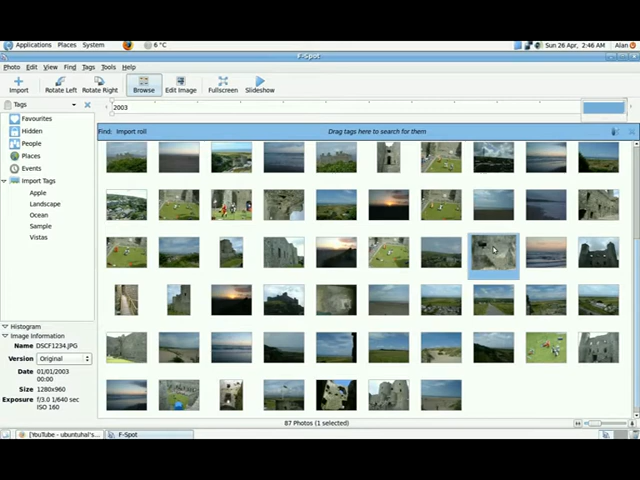 Applications Places System 6 °C Sun 26 Apr, 2:46 AM Alan
F-Spot
Photo Edit View Find Tags Tools Help
Import Rotate Left Rotate Right Browse Edit Image Fullscreen Slideshow
Tags
2003
Find: Import roll Drag tags here to search for them
Favourites
Hidden
People
Places
Events
Import Tags
Apple
Landscape
Ocean
Sample
Vistas
Histogram
Image Information
Name DSCF1234.JPG
Version Original
Date 01/01/2003
00:00
Size 1280x960
Exposure f/3.0 1/640 sec
ISO 160
87 Photos (1 selected)
[YouTube - ubuntuhal's... F-Spot